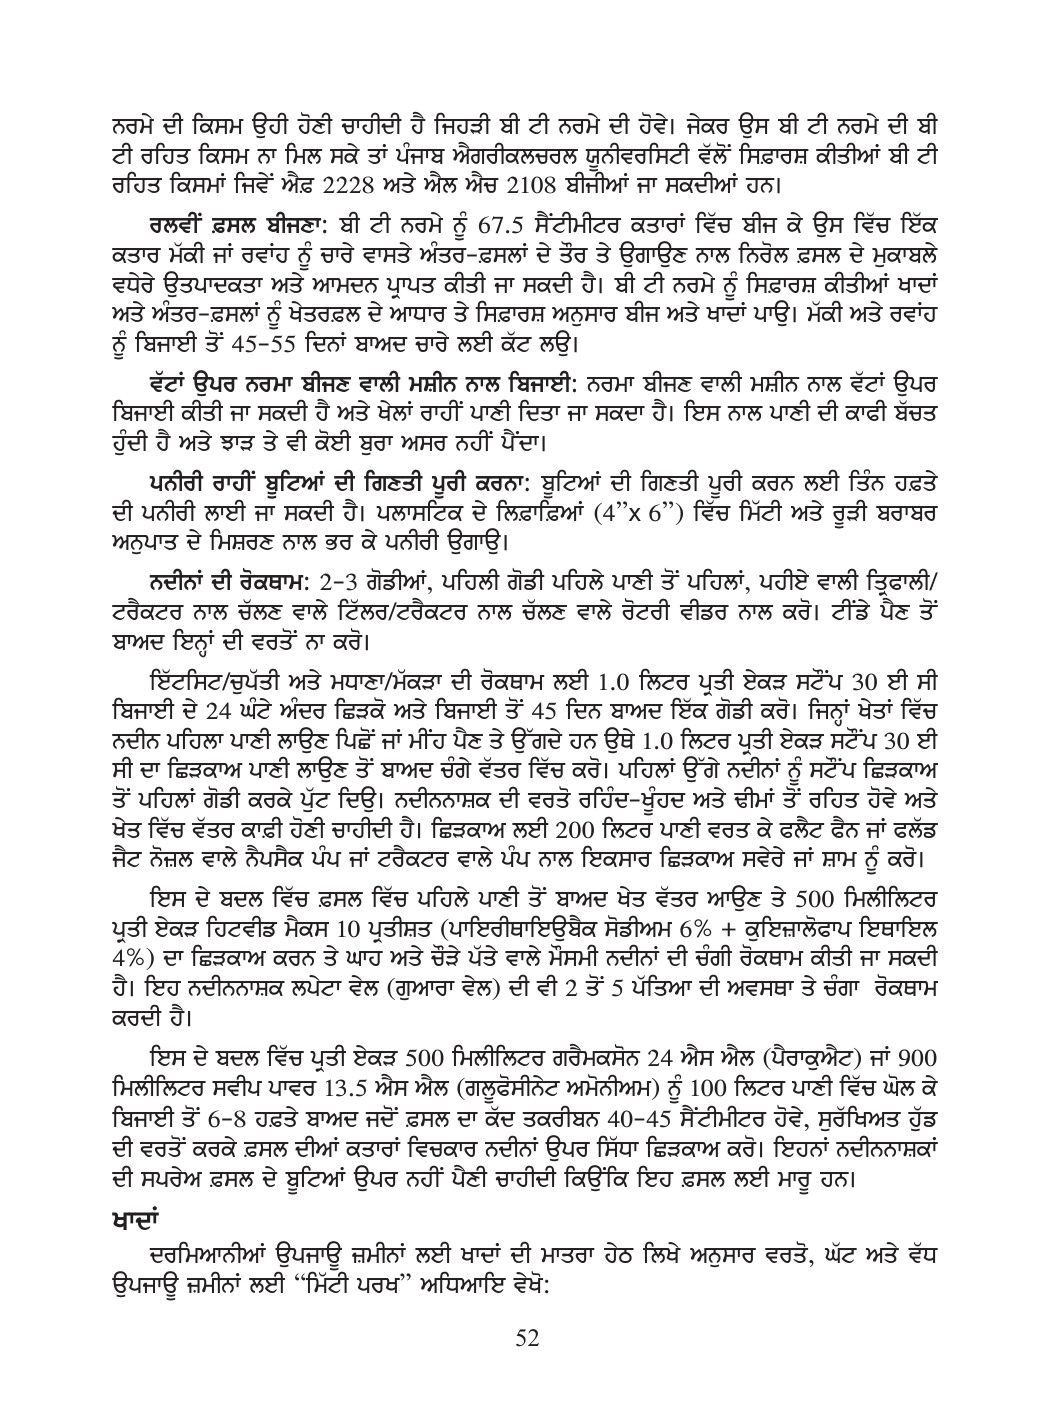 ਨਰਮੇ ਦੀ ਕਿਸਮ ਉਹੀ ਹੋਣੀ ਚਾਹੀਦੀ ਹੈ ਜਿਹੜੀ ਬੀ ਟੀ ਨਰਮੇ ਦੀ ਹੋਵੇ। ਜੇਕਰ ਉਸ ਬੀ ਟੀ ਨਰਮੇ ਦੀ ਬੀ
ਟੀ ਰਹਿਤ ਕਿਸਮ ਨਾ ਮਿਲ ਸਕੇ ਤਾਂ ਪੰਜਾਬ ਐਗਰੀਕਲਚਰਲ ਯੂਨੀਵਰਸਿਟੀ ਵੱਲੋਂ ਸਿਫ਼ਾਰਸ਼ ਕੀਤੀਆਂ ਬੀ ਟੀ
ਰਹਿਤ ਕਿਸਮਾਂ ਜਿਵੇਂ ਐਫ਼ 2228 ਅਤੇ ਐਲ ਐਚ 2108 ਬੀਜੀਆਂ ਜਾ ਸਕਦੀਆਂ ਹਨ।
ਰਲਵੀਂ ਫ਼ਸਲ ਬੀਜਣਾ: ਬੀ ਟੀ ਨਰਮੇ ਨੂੰ 67.5 ਸੈਂਟੀਮੀਟਰ ਕਤਾਰਾਂ ਵਿੱਚ ਬੀਜ ਕੇ ਉਸ ਵਿੱਚ ਇੱਕ
ਕਤਾਰ ਮੱਕੀ ਜਾਂ ਰਵਾਂਹ ਨੂੰ ਚਾਰੇ ਵਾਸਤੇ ਅੰਤਰ-ਫ਼ਸਲਾਂ ਦੇ ਤੌਰ ਤੇ ਉਗਾਉਣ ਨਾਲ ਨਿਰੋਲ ਫ਼ਸਲ ਦੇ ਮੁਕਾਬਲੇ
ਵਧੇਰੇ ਉਤਪਾਦਕਤਾ ਅਤੇ ਆਮਦਨ ਪ੍ਰਾਪਤ ਕੀਤੀ ਜਾ ਸਕਦੀ ਹੈ। ਬੀ ਟੀ ਨਰਮੇ ਨੂੰ ਸਿਫ਼ਾਰਸ਼ ਕੀਤੀਆਂ ਖਾਦਾਂ
ਅਤੇ ਅੰਤਰ-ਫ਼ਸਲਾਂ ਨੂੰ ਖੇਤਰਫ਼ਲ ਦੇ ਆਧਾਰ ਤੇ ਸਿਫ਼ਾਰਸ਼ ਅਨੁਸਾਰ ਬੀਜ ਅਤੇ ਖਾਦਾਂ ਪਾਉ। ਮੱਕੀ ਅਤੇ ਰਵਾਂਹ
ਨੂੰ ਬਿਜਾਈ ਤੋਂ 45-55 ਦਿਨਾਂ ਬਾਅਦ ਚਾਰੇ ਲਈ ਕੱਟ ਲਉ।
ਵੱਟਾਂ ਉਪਰ ਨਰਮਾ ਬੀਜਣ ਵਾਲੀ ਮਸ਼ੀਨ ਨਾਲ ਬਿਜਾਈ: ਨਰਮਾ ਬੀਜਣ ਵਾਲੀ ਮਸ਼ੀਨ ਨਾਲ ਵੱਟਾਂ ਉਪਰ
ਬਿਜਾਈ ਕੀਤੀ ਜਾ ਸਕਦੀ ਹੈ ਅਤੇ ਖੇਲਾਂ ਰਾਹੀਂ ਪਾਣੀ ਦਿਤਾ ਜਾ ਸਕਦਾ ਹੈ। ਇਸ ਨਾਲ ਪਾਣੀ ਦੀ ਕਾਫੀ ਬੱਚਤ
ਹੁੰਦੀ ਹੈ ਅਤੇ ਝਾੜ ਤੇ ਵੀ ਕੋਈ ਬੁਰਾ ਅਸਰ ਨਹੀਂ ਪੈਂਦਾ।
ਪਨੀਰੀ ਰਾਹੀਂ ਬੂਟਿਆਂ ਦੀ ਗਿਣਤੀ ਪੂਰੀ ਕਰਨਾ: ਬੂਟਿਆਂ ਦੀ ਗਿਣਤੀ ਪੂਰੀ ਕਰਨ ਲਈ ਤਿੰਨ ਹਫ਼ਤੇ
ਦੀ ਪਨੀਰੀ ਲਾਈ ਜਾ ਸਕਦੀ ਹੈ। ਪਲਾਸਟਿਕ ਦੇ ਲਿਫ਼ਾਫ਼ਿਆਂ (4”x 6”) ਵਿੱਚ ਮਿੱਟੀ ਅਤੇ ਰੂੜੀ ਬਰਾਬਰ
ਅਨੁਪਾਤ ਦੇ ਮਿਸ਼ਰਣ ਨਾਲ ਭਰ ਕੇ ਪਨੀਰੀ ਉਗਾਉ।
ਨਦੀਨਾਂ ਦੀ ਰੋਕਥਾਮ: 2-3 ਗੋਡੀਆਂ, ਪਹਿਲੀ ਗੋਡੀ ਪਹਿਲੇ ਪਾਣੀ ਤੋਂ ਪਹਿਲਾਂ, ਪਹੀਏ ਵਾਲੀ ਤ੍ਰਿਫਾਲੀ/
ਟਰੈਕਟਰ ਨਾਲ ਚੱਲਣ ਵਾਲੇ ਟਿੱਲਰ/ਟਰੈਕਟਰ ਨਾਲ ਚੱਲਣ ਵਾਲੇ ਰੋਟਰੀ ਵੀਡਰ ਨਾਲ ਕਰੋ। ਟੀਂਡੇ ਪੈਣ ਤੋਂ
ਬਾਅਦ ਇਨ੍ਹਾਂ ਦੀ ਵਰਤੋਂ ਨਾ ਕਰੋ।
ਇੱਟਸਿਟ/ਚੁਪੱਤੀ ਅਤੇ ਮਧਾਣਾ/ਮੱਕੜਾ ਦੀ ਰੋਕਥਾਮ ਲਈ 1.0 ਲਿਟਰ ਪ੍ਰਤੀ ਏਕੜ ਸਟੌਂਪ 30 ਈ ਸੀ
ਬਿਜਾਈ ਦੇ 24 ਘੰਟੇ ਅੰਦਰ ਛਿੜਕੋ ਅਤੇ ਬਿਜਾਈ ਤੋਂ 45 ਦਿਨ ਬਾਅਦ ਇੱਕ ਗੋਡੀ ਕਰੋ। ਜਿਨ੍ਹਾਂ ਖੇਤਾਂ ਵਿੱਚ
ਨਦੀਨ ਪਹਿਲਾ ਪਾਣੀ ਲਾਉਣ ਪਿਛੋਂ ਜਾਂ ਮੀਂਹ ਪੈਣ ਤੇ ਉੱਗਦੇ ਹਨ ਉਥੇ 1.0 ਲਿਟਰ ਪ੍ਰਤੀ ਏਕੜ ਸਟੌਂਪ 30 ਈ
ਸੀ ਦਾ ਛਿੜਕਾਅ ਪਾਣੀ ਲਾਉਣ ਤੋਂ ਬਾਅਦ ਚੰਗੇ ਵੱਤਰ ਵਿੱਚ ਕਰੋ। ਪਹਿਲਾਂ ਉੱਗੇ ਨਦੀਨਾਂ ਨੂੰ ਸਟੌਂਪ ਛਿੜਕਾਅ
ਤੋਂ ਪਹਿਲਾਂ ਗੋਡੀ ਕਰਕੇ ਪੁੱਟ ਦਿਉ। ਨਦੀਨਨਾਸ਼ਕ ਦੀ ਵਰਤੋ ਰਹਿੰਦ-ਖੂੰਹਦ ਅਤੇ ਢੀਮਾਂ ਤੋਂ ਰਹਿਤ ਹੋਵੇ ਅਤੇ
ਖੇਤ ਵਿੱਚ ਵੱਤਰ ਕਾਫ਼ੀ ਹੋਣੀ ਚਾਹੀਦੀ ਹੈ। ਛਿੜਕਾਅ ਲਈ 200 ਲਿਟਰ ਪਾਣੀ ਵਰਤ ਕੇ ਫਲੈਟ ਫੈਨ ਜਾਂ ਫਲੱਡ
ਜੈਟ ਨੋਜ਼ਲ ਵਾਲੇ ਨੈਪਸੈਕ ਪੰਪ ਜਾਂ ਟਰੈਕਟਰ ਵਾਲੇ ਪੰਪ ਨਾਲ ਇਕਸਾਰ ਛਿੜਕਾਅ ਸਵੇਰੇ ਜਾਂ ਸ਼ਾਮ ਨੂੰ ਕਰੋ।
ਇਸ ਦੇ ਬਦਲ ਵਿੱਚ ਫ਼ਸਲ ਵਿੱਚ ਪਹਿਲੇ ਪਾਣੀ ਤੋਂ ਬਾਅਦ ਖੇਤ ਵੱਤਰ ਆਉਣ ਤੇ 500 ਮਿਲੀਲਿਟਰ
ਪ੍ਰਤੀ ਏਕੜ ਹਿਟਵੀਡ ਮੈਕਸ 10 ਪ੍ਰਤੀਸ਼ਤ (ਪਾਇਰੀਥਾਇਉਬੈਕ ਸੋਡੀਅਮ 6% + ਕੁਇਜ਼ਾਲੋਫਾਪ ਇਥਾਇਲ
4%) ਦਾ ਛਿੜਕਾਅ ਕਰਨ ਤੇ ਘਾਹ ਅਤੇ ਚੌੜੇ ਪੱਤੇ ਵਾਲੇ ਮੌਸਮੀ ਨਦੀਨਾਂ ਦੀ ਚੰਗੀ ਰੋਕਥਾਮ ਕੀਤੀ ਜਾ ਸਕਦੀ
ਹੈ। ਇਹ ਨਦੀਨਨਾਸ਼ਕ ਲਪੇਟਾ ਵੇਲ (ਗੁਆਰਾ ਵੇਲ) ਦੀ ਵੀ 2 ਤੋਂ 5 ਪੱਤਿਆ ਦੀ ਅਵਸਥਾ ਤੇ ਚੰਗਾ ਰੋਕਥਾਮ
ਕਰਦੀ ਹੈ।
ਇਸ ਦੇ ਬਦਲ ਵਿੱਚ ਪ੍ਰਤੀ ਏਕੜ 500 ਮਿਲੀਲਿਟਰ ਗਰੈਮਕਸੋਨ 24 ਐਸ ਐਲ (ਪੈਰਾਕੁਐਟ) ਜਾਂ 900
ਮਿਲੀਲਿਟਰ ਸਵੀਪ ਪਾਵਰ 13.5 ਐਸ ਐਲ (ਗਲੂਫੋਸੀਨੇਟ ਅਮੋਨੀਅਮ) ਨੂੰ 100 ਲਿਟਰ ਪਾਣੀ ਵਿੱਚ ਘੋਲ ਕੇ
ਬਿਜਾਈ ਤੋਂ 6-8 ਹਫ਼ਤੇ ਬਾਅਦ ਜਦੋਂ ਫ਼ਸਲ ਦਾ ਕੱਦ ਤਕਰੀਬਨ 40-45 ਸੈਂਟੀਮੀਟਰ ਹੋਵੇ, ਸੁਰੱਖਿਅਤ ਹੁੱਡ
ਦੀ ਵਰਤੋਂ ਕਰਕੇ ਫ਼ਸਲ ਦੀਆਂ ਕਤਾਰਾਂ ਵਿਚਕਾਰ ਨਦੀਨਾਂ ਉਪਰ ਸਿੱਧਾ ਛਿੜਕਾਅ ਕਰੋ। ਇਹਨਾਂ ਨਦੀਨਨਾਸ਼ਕਾਂ
ਦੀ ਸਪਰੇਅ ਫ਼ਸਲ ਦੇ ਬੂਟਿਆਂ ਉਪਰ ਨਹੀਂ ਪੈਣੀ ਚਾਹੀਦੀ ਕਿਉਂਕਿ ਇਹ ਫ਼ਸਲ ਲਈ ਮਾਰੂ ਹਨ।
ਖਾਦਾਂ
ਦਰਮਿਆਨੀਆਂ ਉਪਜਾਊ ਜ਼ਮੀਨਾਂ ਲਈ ਖਾਦਾਂ ਦੀ ਮਾਤਰਾ ਹੇਠ ਲਿਖੇ ਅਨੁਸਾਰ ਵਰਤੋ, ਘੱਟ ਅਤੇ ਵੱਧ
ਉਪਜਾਊ ਜ਼ਮੀਨਾਂ ਲਈ “ਮਿੱਟੀ ਪਰਖ” ਅਧਿਆਇ ਵੇਖੋ:
52